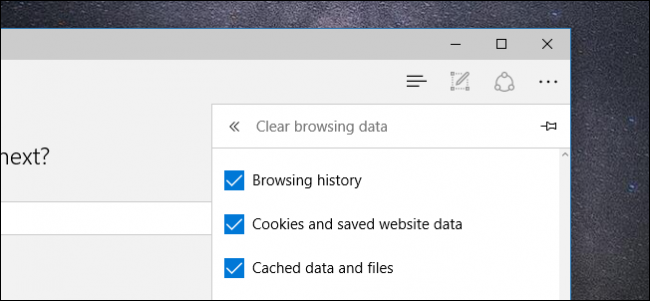 Clear browsing data
next?
Browsing history
Cookies and saved website data
Cached data and files